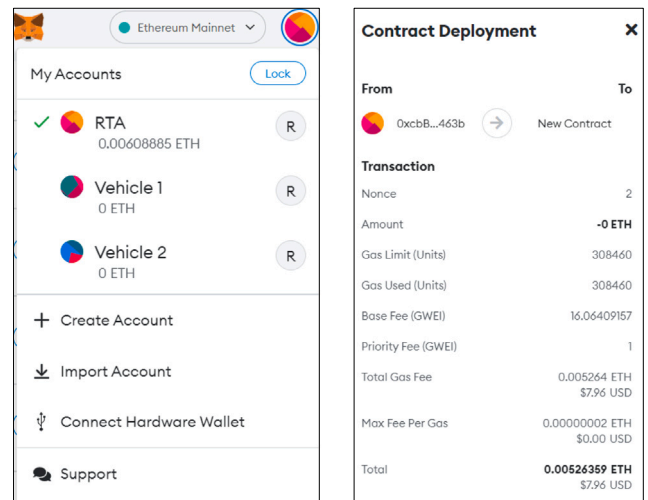 Ethereum Mainnet
My Accounts
Lock
RTA
0.00608885 ETH
R
Vehicle 1
0 ETH
R
Vehicle 2
0 ETH
R
Create Account
Import Account
Connect Hardware Wallet
Support
Contract Deployment
From To
0xcbB...463b New Contract
Transaction
Nonce 2
Amount -0 ETH
Gas Limit (Units) 308460
Gas Used (Units) 308460
Base Fee (GWEI) 16.06409157
Priority Fee (GWEI) 1
Total Gas Fee 0.005264 ETH
$7.96 USD
Max Fee Per Gas 0.00000002 ETH
$0.00 USD
Total 0.00526359 ETH
$7.96 USD